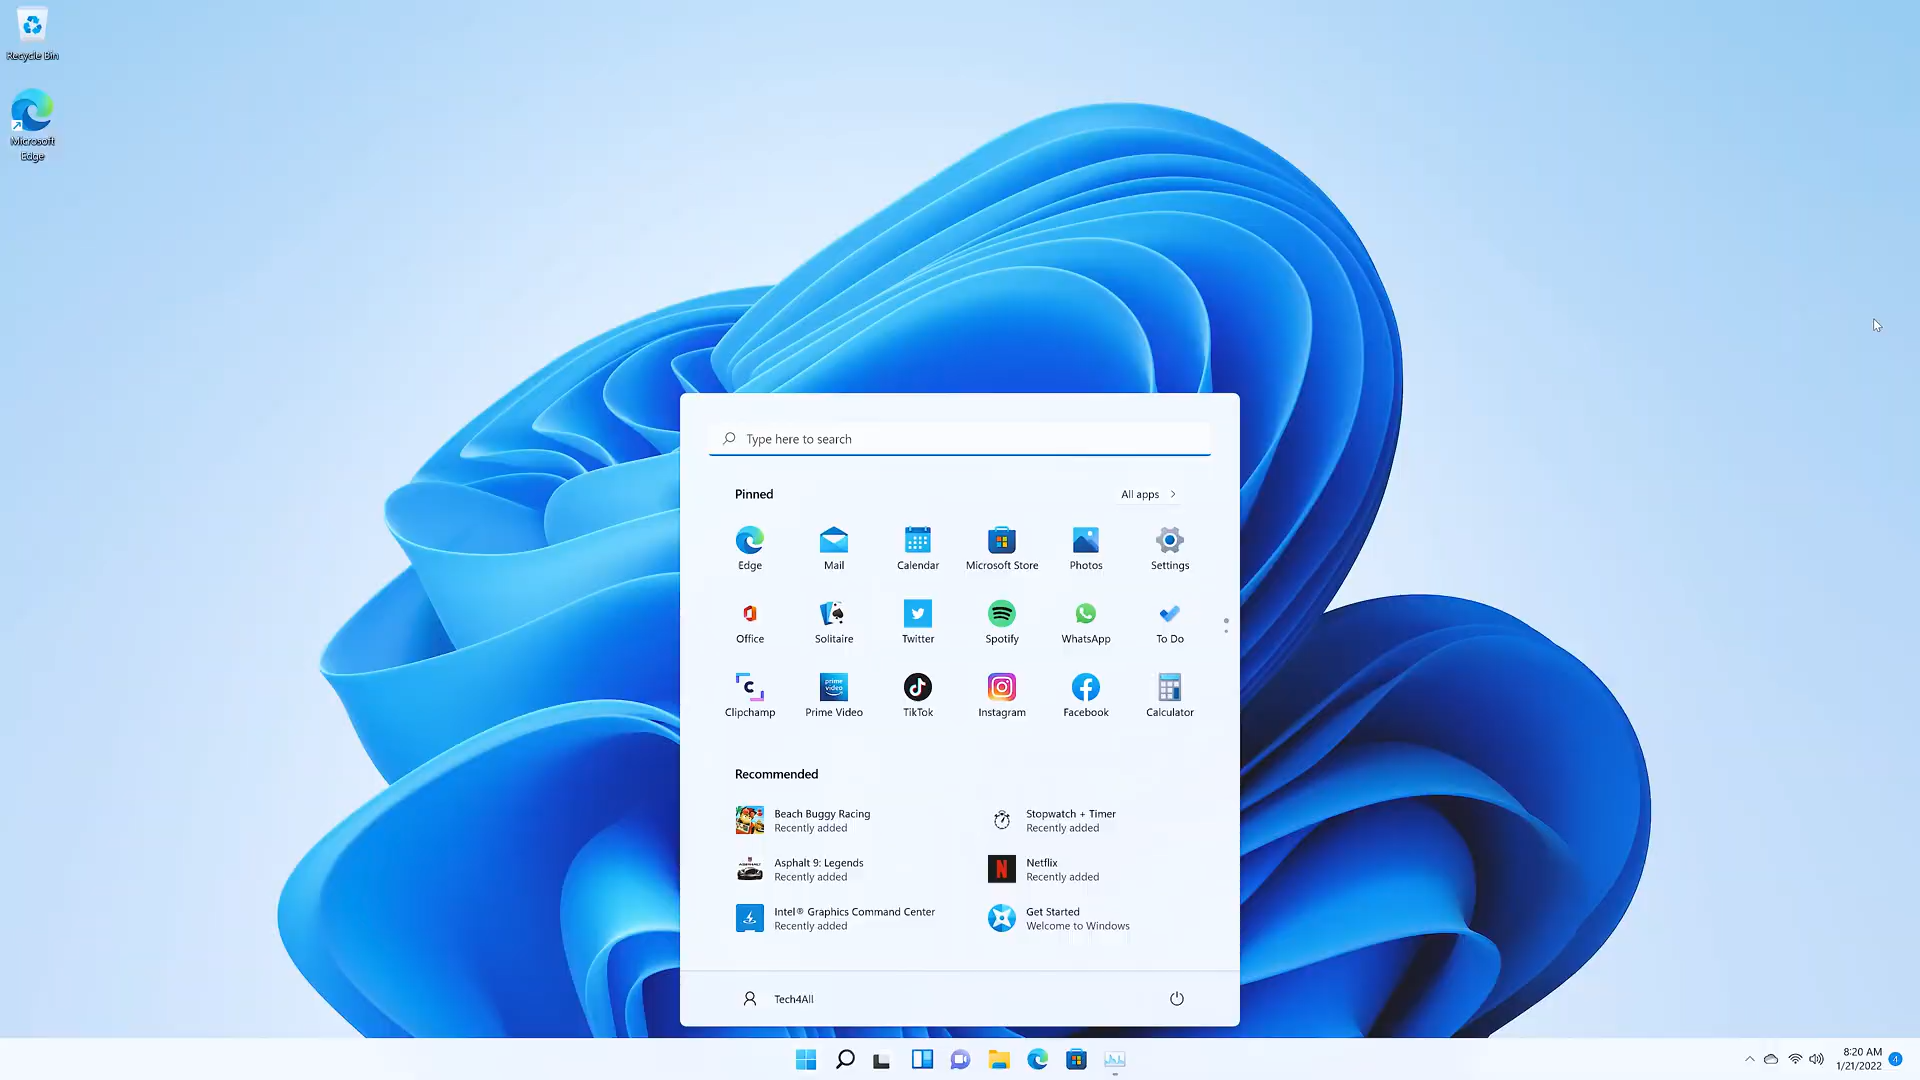 Recycle Bin
Microsoft
Edge
Type here to search
Pinned
All apps
Edge
Mail
Calendar
Microsoft Store
Photos
Settings
Office
Solitaire
Twitter
Spotify
WhatsApp
To Do
prime
video
Clipchamp
Prime Video
TikTok
Instagram
Facebook
Calculator
Recommended
Beach Buggy Racing
Recently added
Stopwatch + Timer
Recently added
Asphalt 9: Legends
Recently added
Netflix
Recently added
Intel® Graphics Command Center
Recently added
Get Started
Welcome to Windows
Tech4All
8:20 AM
1/21/2022
4